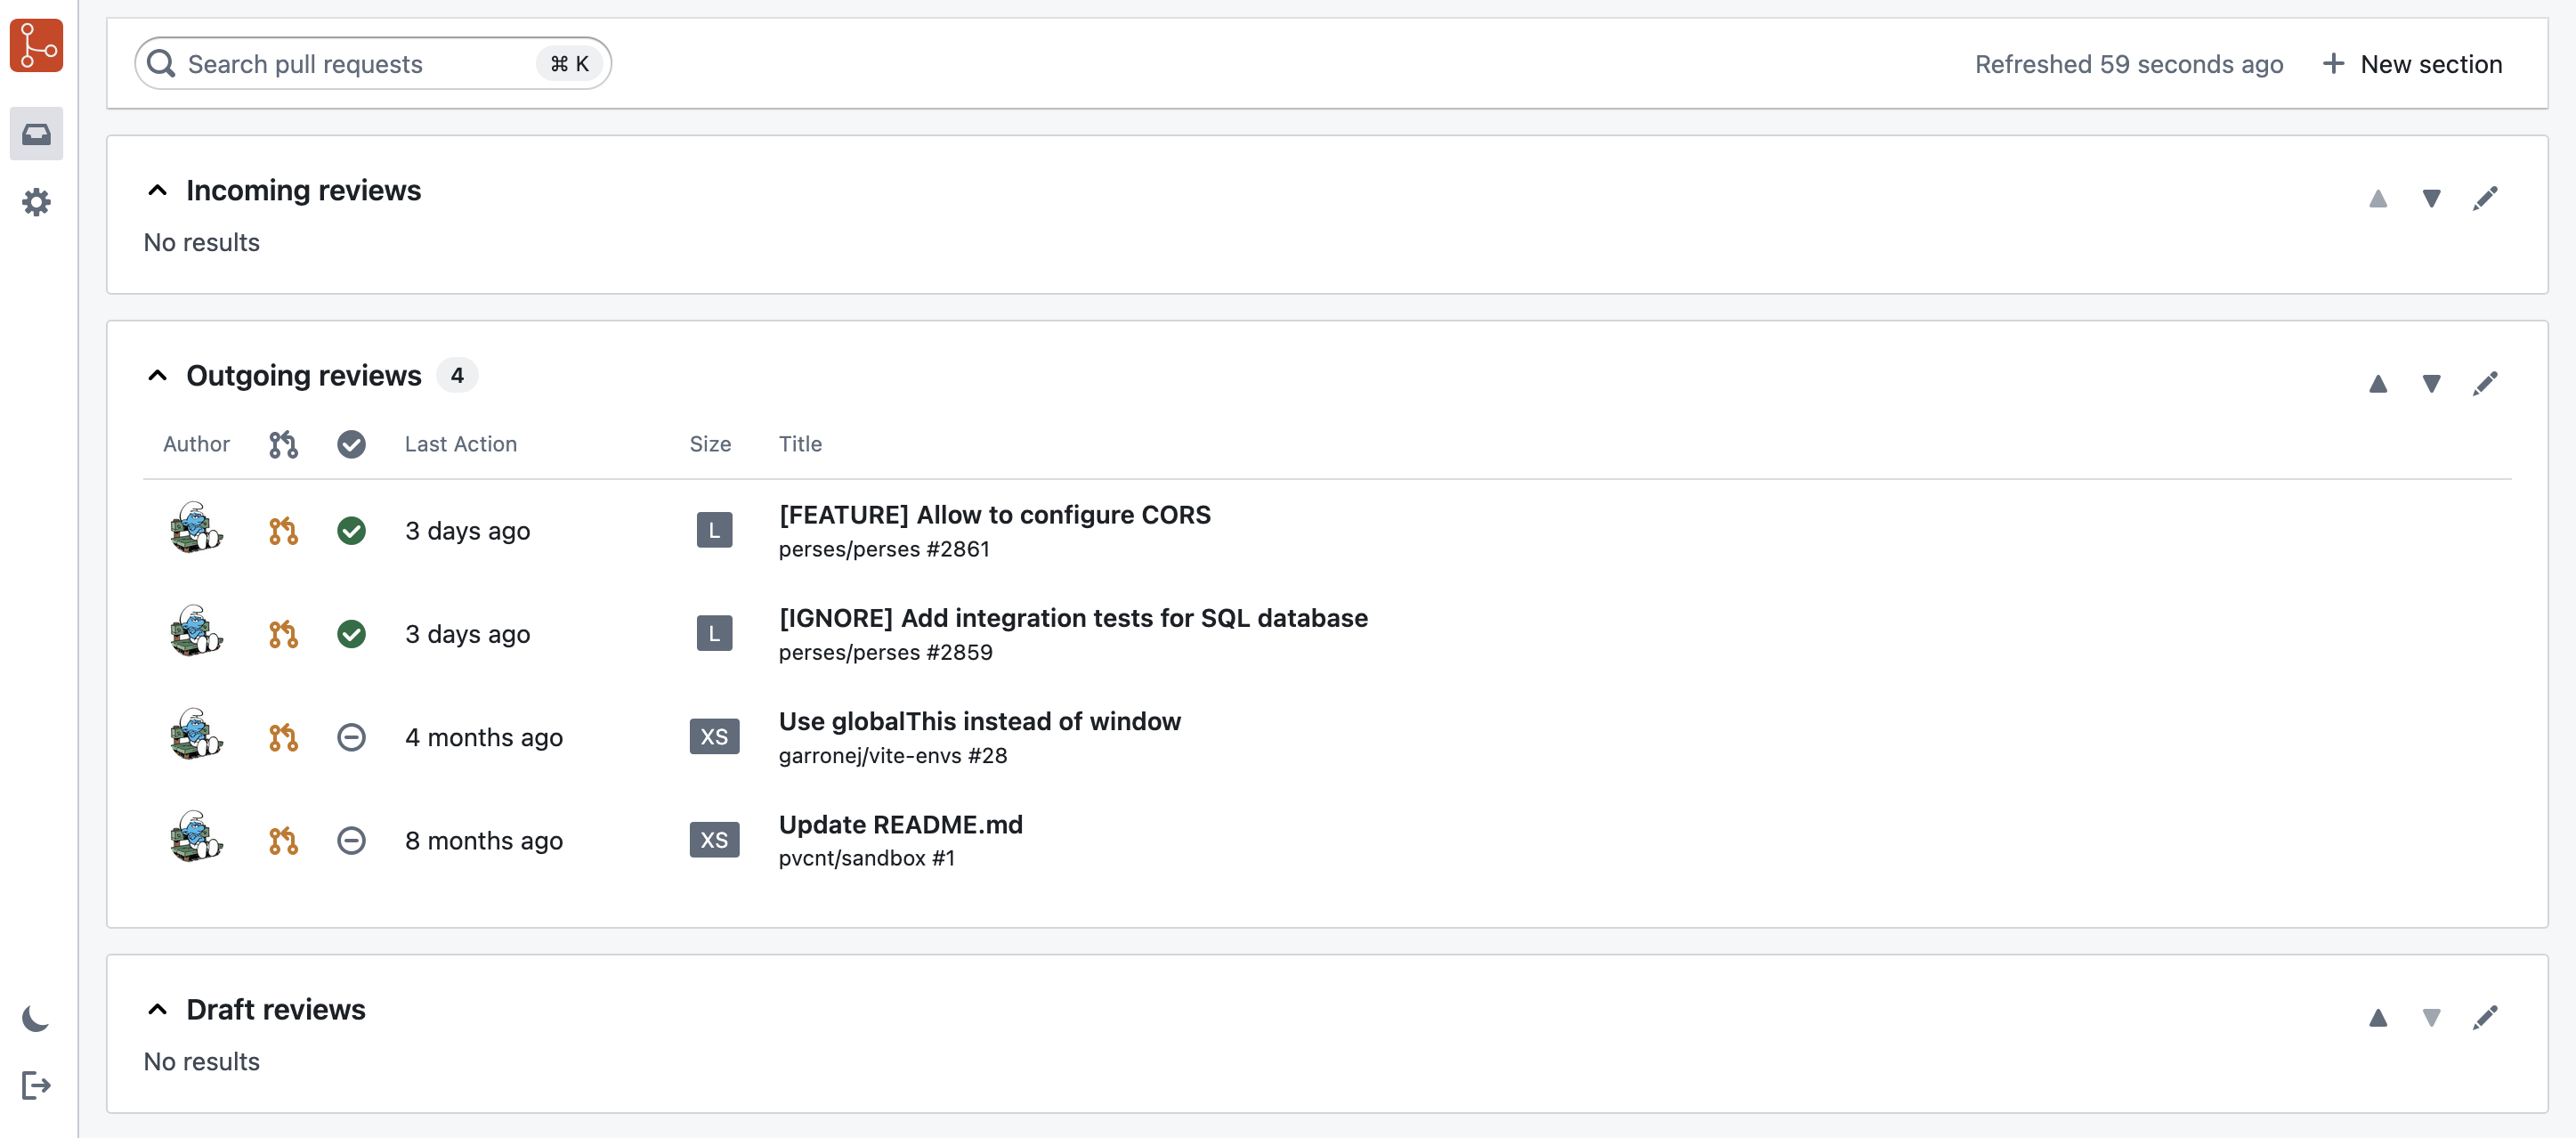 Search pull requests ⌘ K Refreshed 59 seconds ago + New section
Incoming reviews
No results
Outgoing reviews 4
Author Last Action Size Title
3 days ago L [FEATURE] Allow to configure CORS
perses/perses #2861
3 days ago L [IGNORE] Add integration tests for SQL database
perses/perses #2859
4 months ago XS Use globalThis instead of window
garronej/vite-envs #28
8 months ago XS Update README.md
pvcnt/sandbox #1
Draft reviews
No results